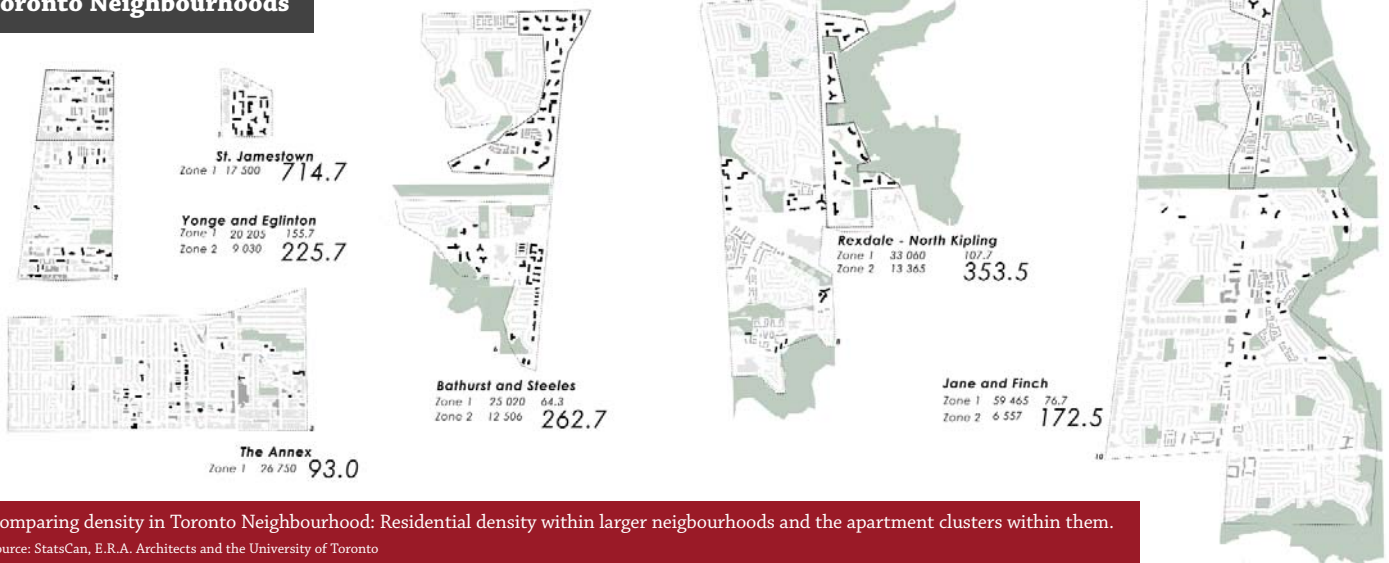 oronto Neighbourhoods
St. Jamestown
Zone 1 17 500 714.7
Yonge and Eglinton
Zone 1 20 205 155.7
Zone 2 9 030 225.7
The Annex
Zone 1 26 750 93.0
Bathurst and Steeles
Zone 1 25 020 64.3
Zone 2 12 506 262.7
6
Rexdale - North Kipling
Zone 1 33 060 107.7
Zone 2 13 365 353.5
8
Jane and Finch
Zone 1 59 465 76.7
Zone 2 6 557 172.5
10
omparing density in Toronto Neighbourhood: Residential density within larger neigbourhoods and the apartment clusters within them.
ource: StatsCan, E.R.A. Architects and the University of Toronto